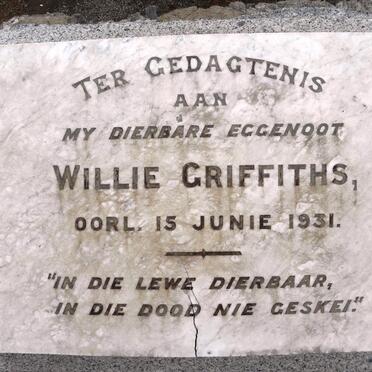 TER GEDAGTENIS
AAN
MY DIERBARE EGGENOOT
WILLIE GRIFFITHS,
OORL. 15 JUNIE 1931.
"IN DIE LEWE DIERBAAR,
IN DIE DOOD NIE GESKEI."